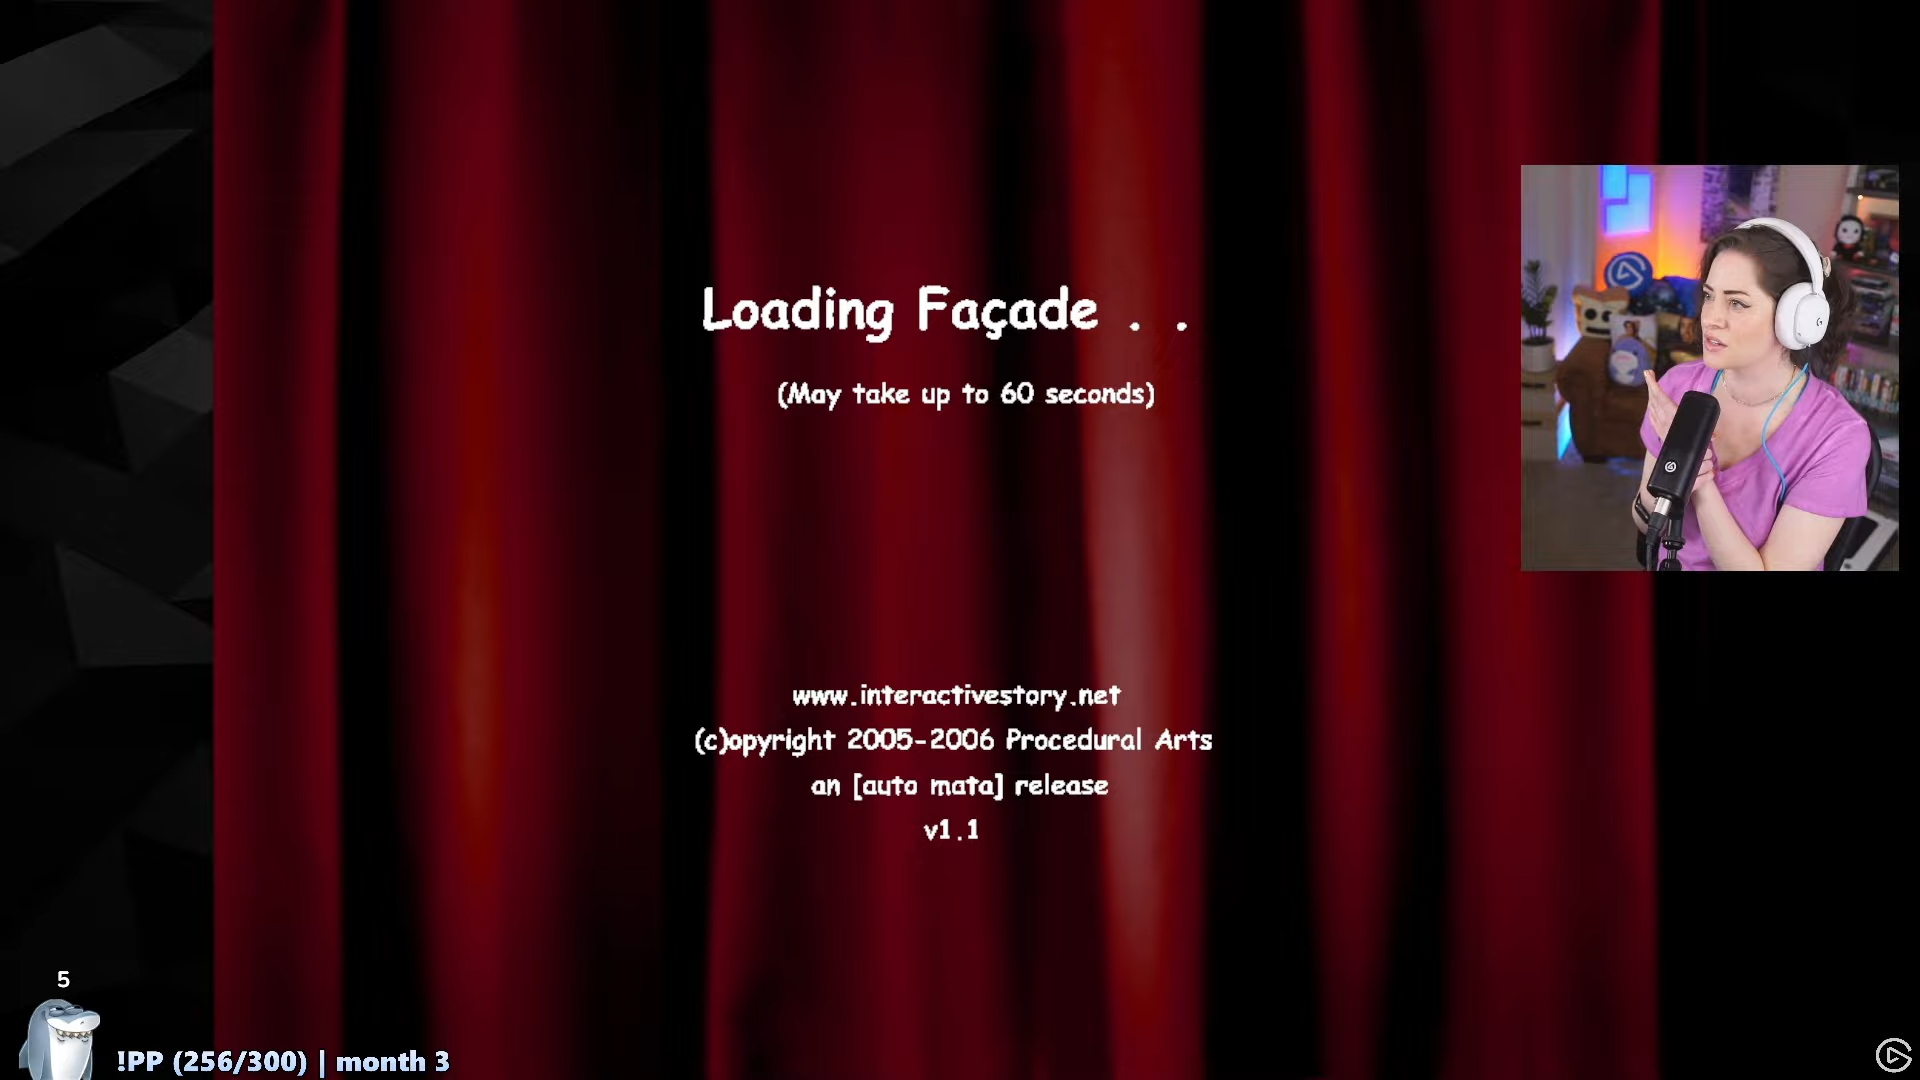 Loading Façade . .
(May take up to 60 seconds)
www.interactivestory.net
(c)opyright 2005-2006 Procedural Arts
an [auto mata] release
v1.1
5
!PP (256/300) | month 3